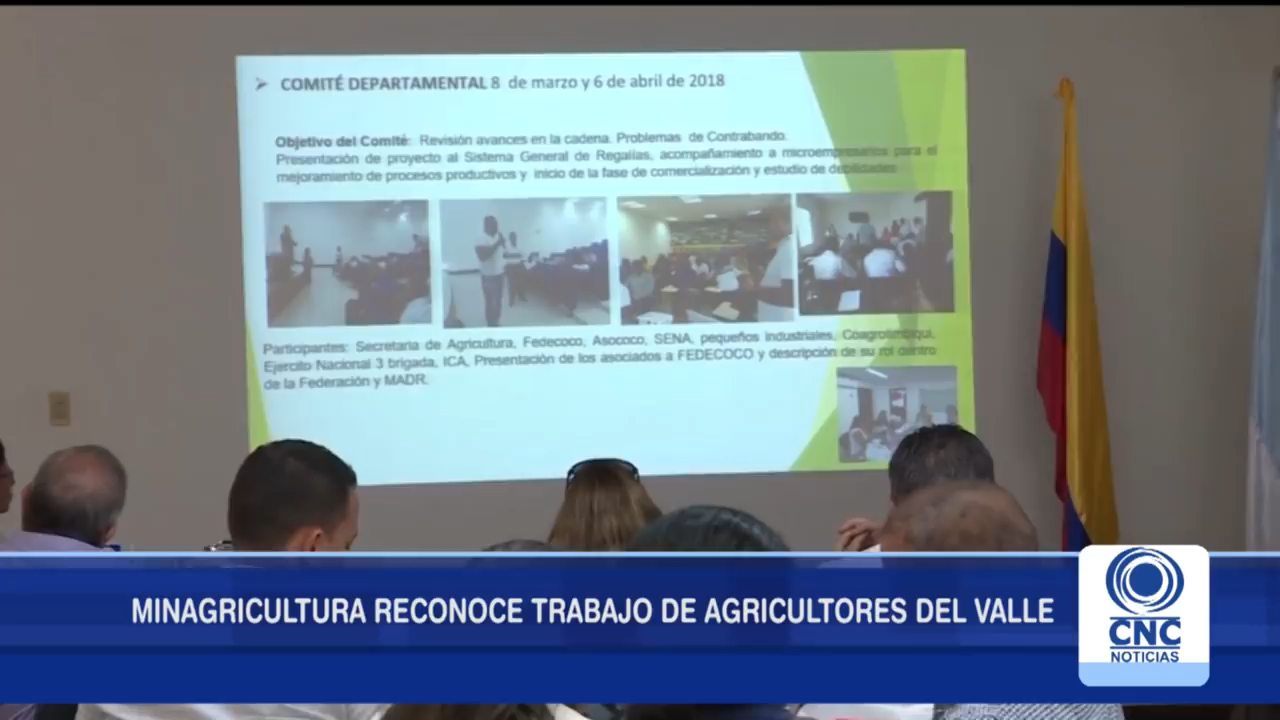 ➢ COMITÉ DEPARTAMENTAL 8 de marzo y 6 de abril de 2018
Objetivo del Comité: Revisión avances en la cadena. Problemas de Contrabando.
Presentación de proyecto al Sistema General de Regalías, acompañamiento a microempresarios para el
mejoramiento de procesos productivos y inicio de la fase de comercialización y estudio de debilidades
Participantes: Secretaria de Agricultura, Fedecoco, Asococo, SENA, pequeños industriales,
Ejercito Nacional 3 brigada, ICA, Presentación de los asociados a FEDECOCO y descripción de su rol dentro
de la Federación y MADR.
MINAGRICULTURA RECONOCE TRABAJO DE AGRICULTORES DEL VALLE
CNC
NOTICIAS